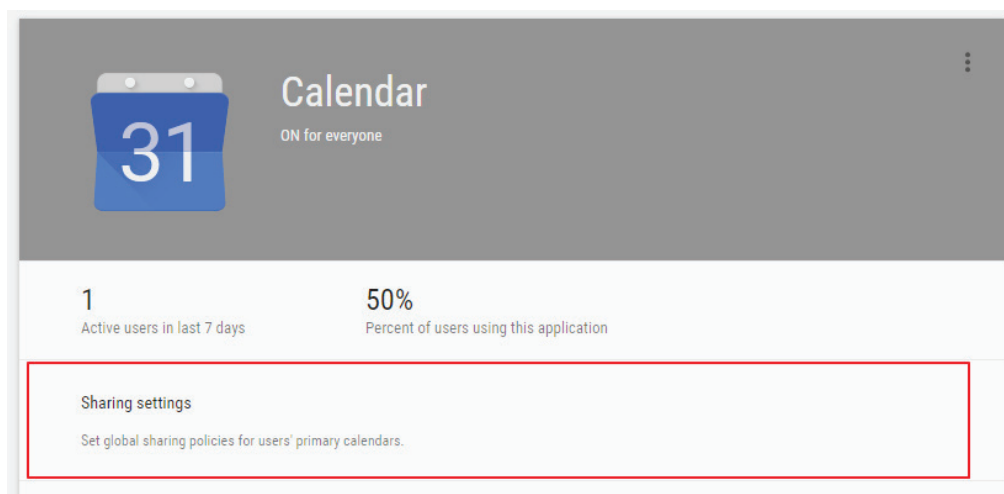 31
Calendar
ON for everyone
1
Active users in last 7 days
50%
Percent of users using this application
Sharing settings
Set global sharing policies for users' primary calendars.